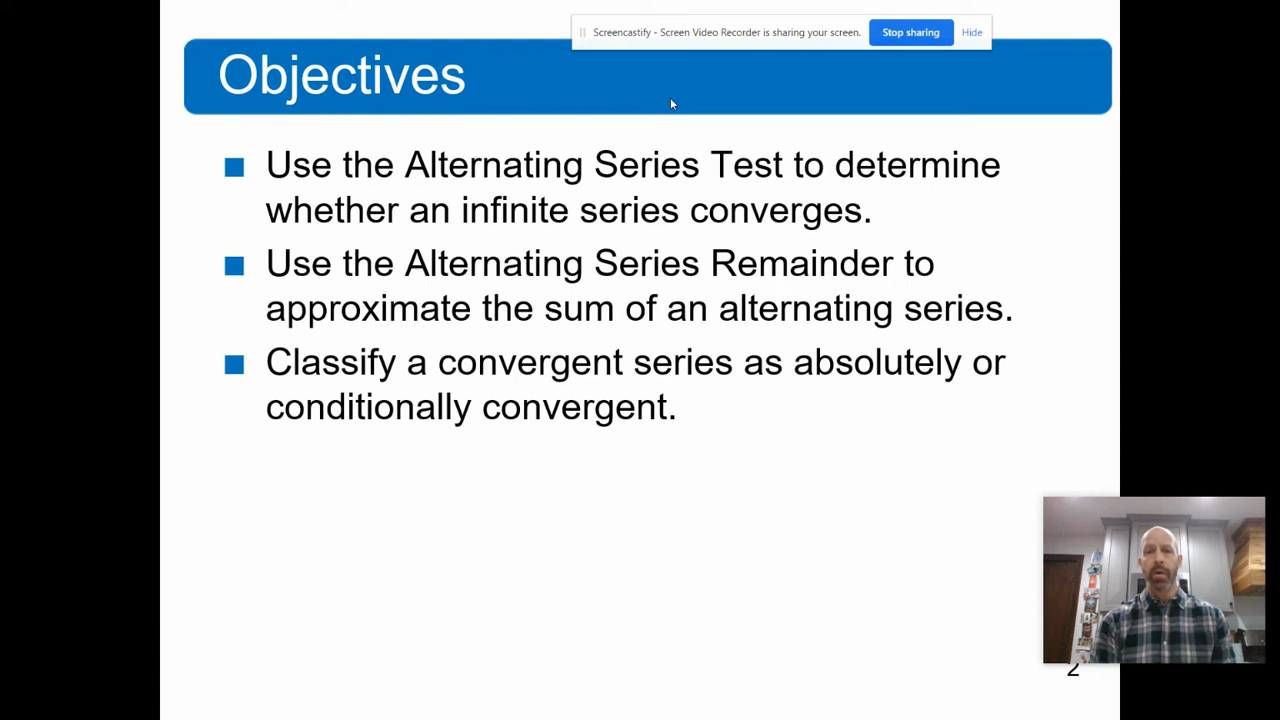 Screencastify - Screen Video Recorder is sharing your screen.
Stop sharing
Hide
Objectives
Use the Alternating Series Test to determine
whether an infinite series converges.
Use the Alternating Series Remainder to
approximate the sum of an alternating series.
Classify a convergent series as absolutely or
conditionally convergent.
2